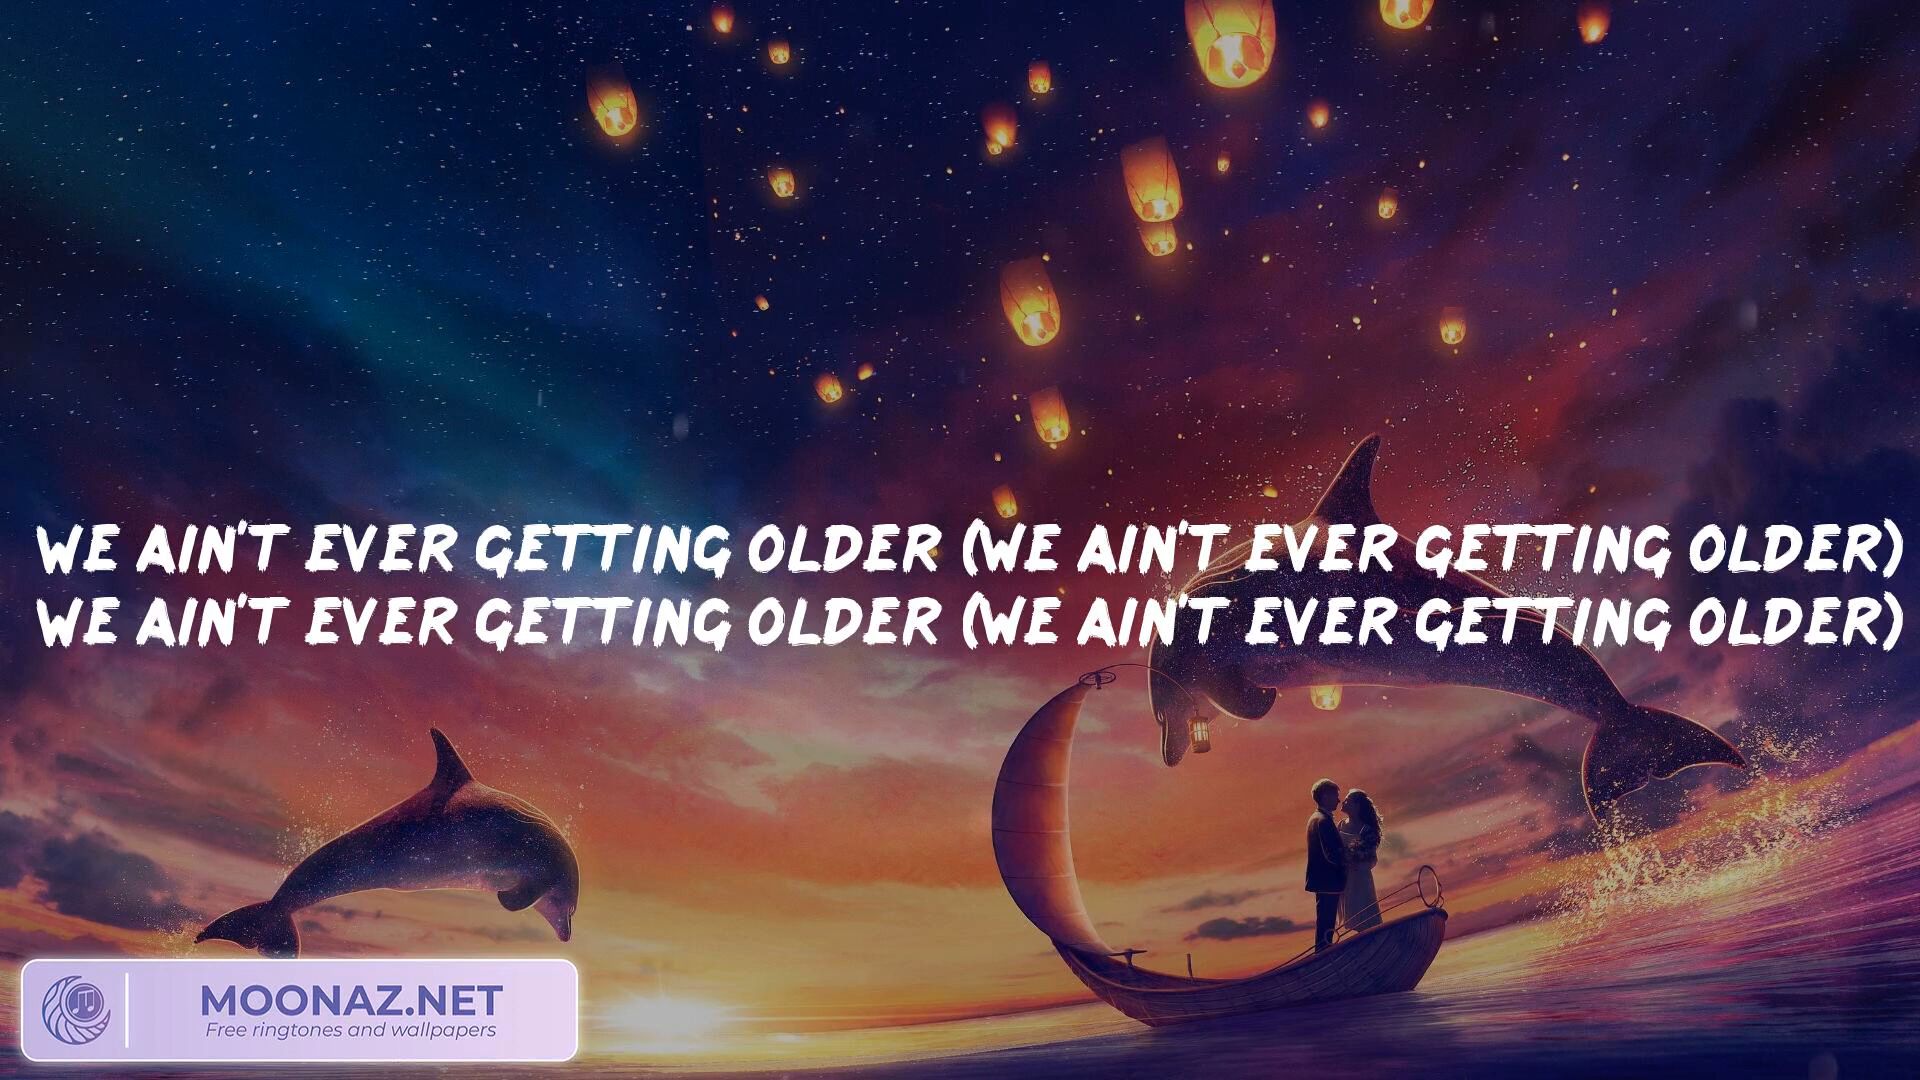 WE AIN'T EVER GETTING OLDER (WE AIN'T EVER GETTING OLDER)
WE AIN'T EVER GETTING OLDER (WE AIN'T EVER GETTING OLDER)
MOONAZ.NET
Free ringtones and wallpapers